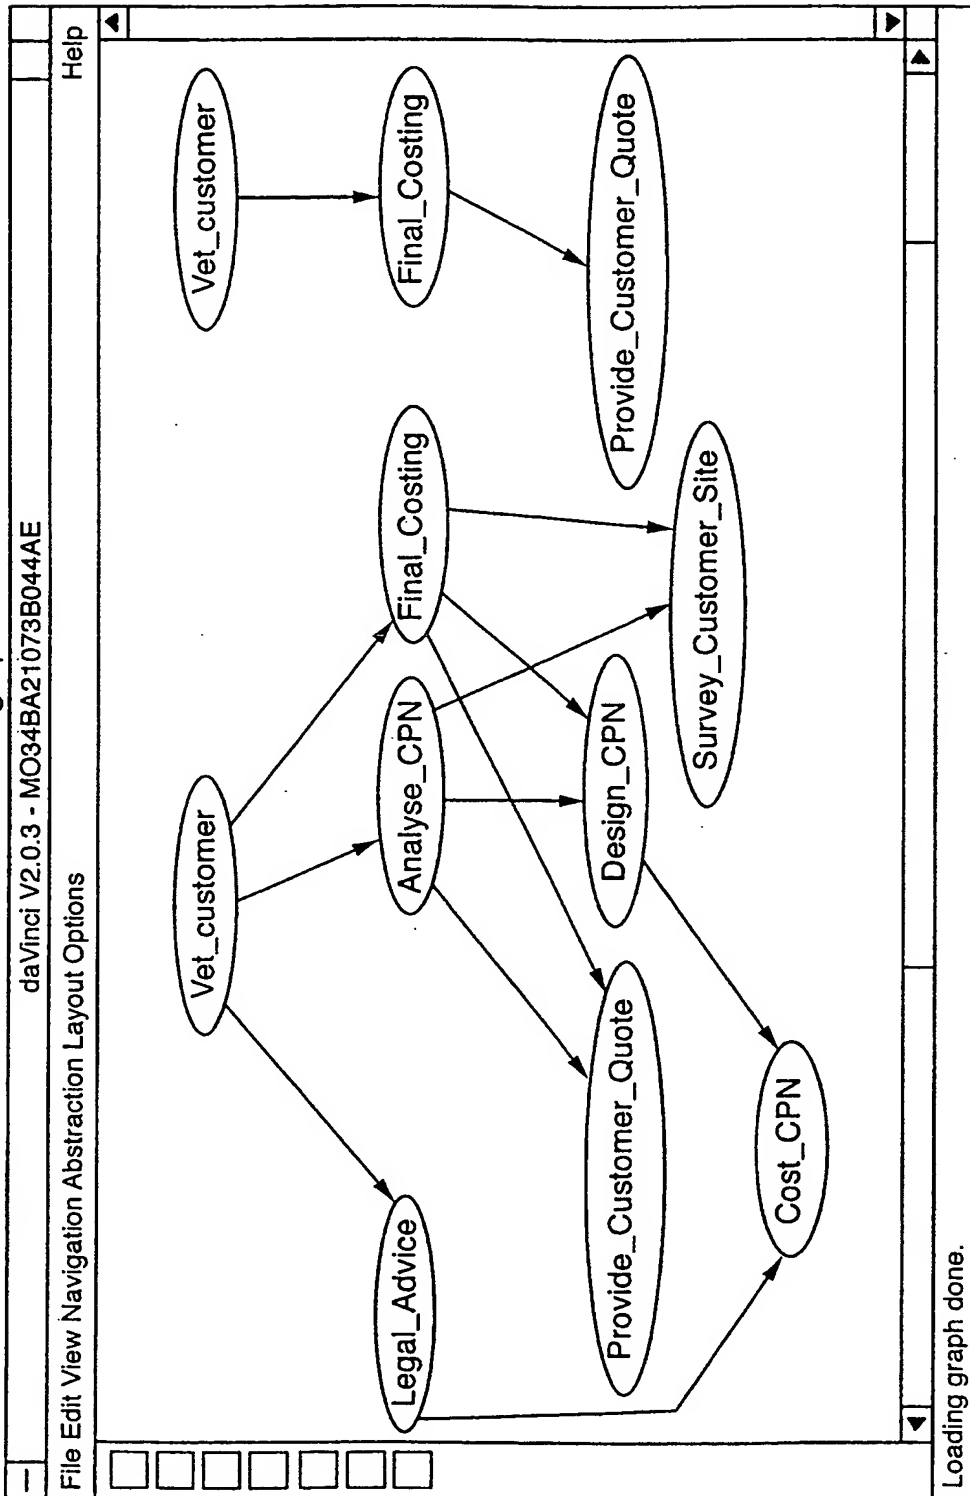 daVinci V2.0.3 - MO34BA21073B044AE
File Edit View Navigation Abstraction Layout Options Help
Vet_customer
Vet_customer
Legal_Advice
Analyse_CPN
Final_Costing
Final_Costing
Provide_Customer_Quote
Design_CPN
Provide_Customer_Quote
Survey_Customer_Site
Cost_CPN
Loading graph done.